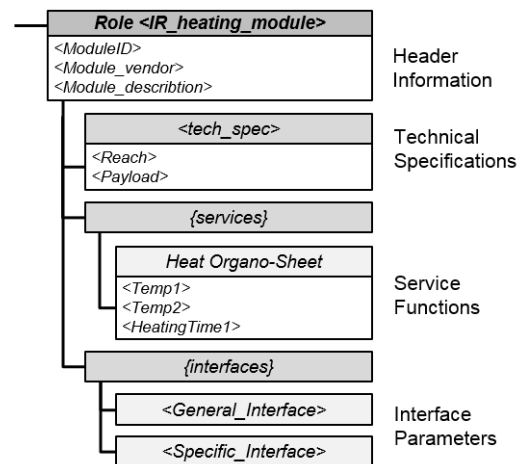 Role <IR_heating_module>
<ModuleID>
<Module_vendor>
<Module_describtion>
Header
Information
<tech_spec>
<Reach>
<Payload>
Technical
Specifications
{services}
Heat Organo-Sheet
<Temp1>
<Temp2>
<HeatingTime1>
Service
Functions
{interfaces}
<General_Interface>
<Specific_Interface>
Interface
Parameters